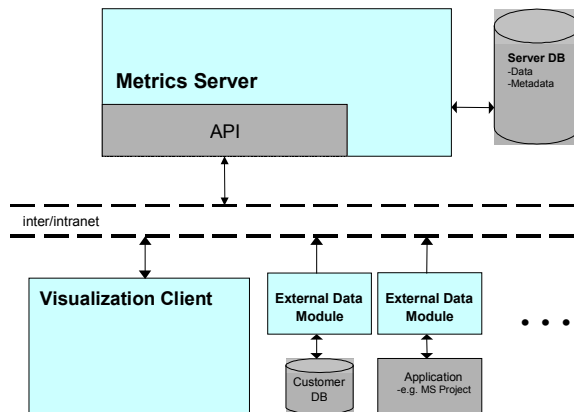 Server DB
-Data
-Metadata
Metrics Server
API
inter/intranet
Visualization Client
External Data
Module
External Data
Module
Customer
DB
Application
-e.g. MS Project